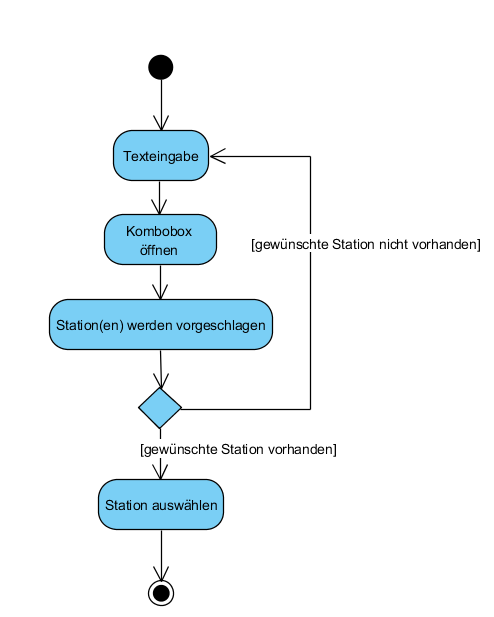 Texteingabe
Kombobox
öffnen
[gewünschte Station nicht vorhanden]
Station(en) werden vorgeschlagen
[gewünschte Station vorhanden]
Station auswählen